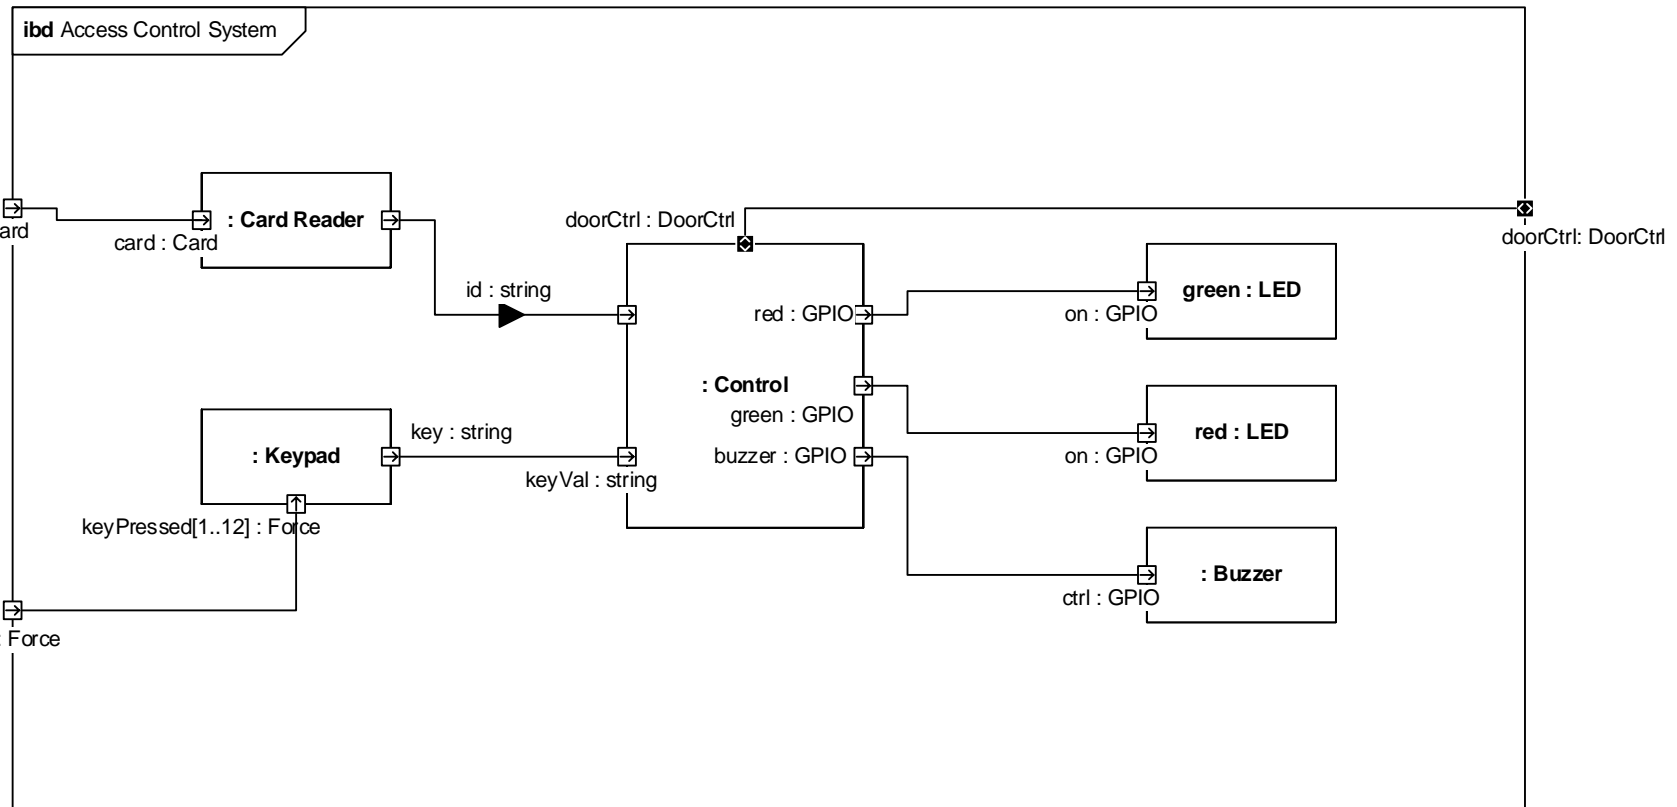 ibd Access Control System
card : Card
: Card Reader
doorCtrl : DoorCtrl
doorCtrl: DoorCtrl
id : string
red : GPIO
on : GPIO
green : LED
: Control
green : GPIO
key : string
: Keypad
buzzer : GPIO
on : GPIO
red : LED
keyVal : string
keyPressed[1..12] : Force
: Buzzer
ctrl : GPIO
: Force